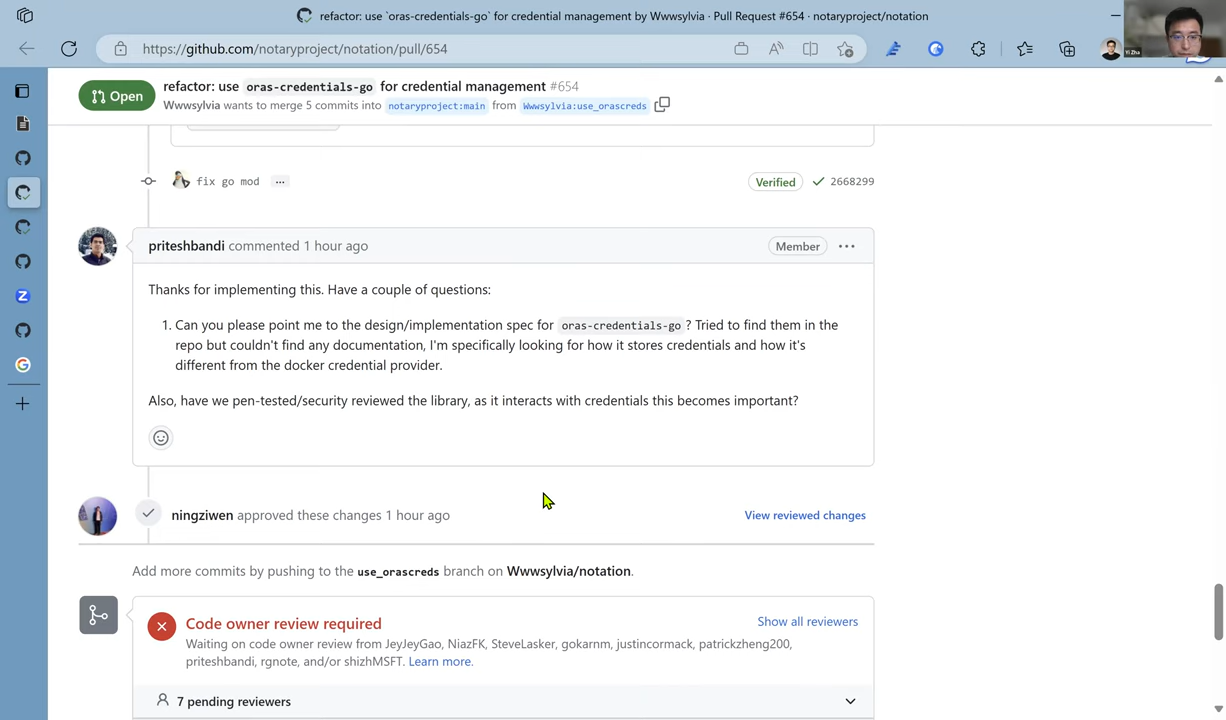 refactor: use `oras-credentials-go` for credential management by Wwwsylvia · Pull Request #654 · notaryproject/notation
https://github.com/notaryproject/notation/pull/654
Yi Zha
Open
refactor: use oras-credentials-go for credential management #654
Wwwsylvia wants to merge 5 commits into notaryproject:main from Wwwsylvia:use_orascreds
fix go mod ... Verified 2668299
priteshbandi commented 1 hour ago Member ...
Thanks for implementing this. Have a couple of questions:
1. Can you please point me to the design/implementation spec for oras-credentials-go ? Tried to find them in the
repo but couldn't find any documentation, I'm specifically looking for how it stores credentials and how it's
different from the docker credential provider.
Also, have we pen-tested/security reviewed the library, as it interacts with credentials this becomes important?
ningziwen approved these changes 1 hour ago View reviewed changes
Add more commits by pushing to the use_orascreds branch on Wwwsylvia/notation.
Code owner review required Show all reviewers
Waiting on code owner review from JeyJeyGao, NiazFK, SteveLasker, gokarnm, justincormack, patrickzheng200,
priteshbandi, rgnote, and/or shizhMSFT. Learn more.
7 pending reviewers